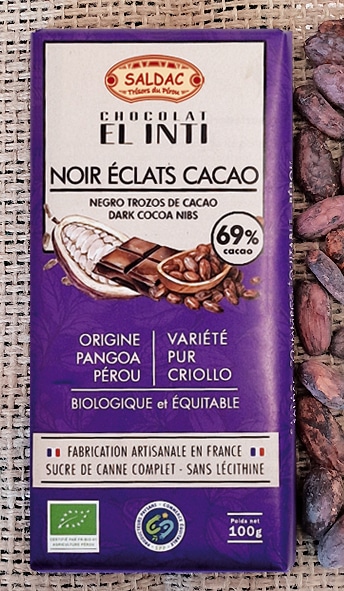 SALDAC
Trésors du Pérou
CHOCOLAT
EL INTI
NOIR ÉCLATS CACAO
NEGRO TROZOS DE CACAO
DARK COCOA NIBS
69%
cacao
ORIGINE
PANGOA
PÉROU
VARIÉTÉ
PUR
CRIOLLO
BIOLOGIQUE et ÉQUITABLE
FABRICATION ARTISANALE EN FRANCE
SUCRE DE CANNE COMPLET - SANS LÉCITHINE
AGRICULTURE PÉROU
Poids net
100g